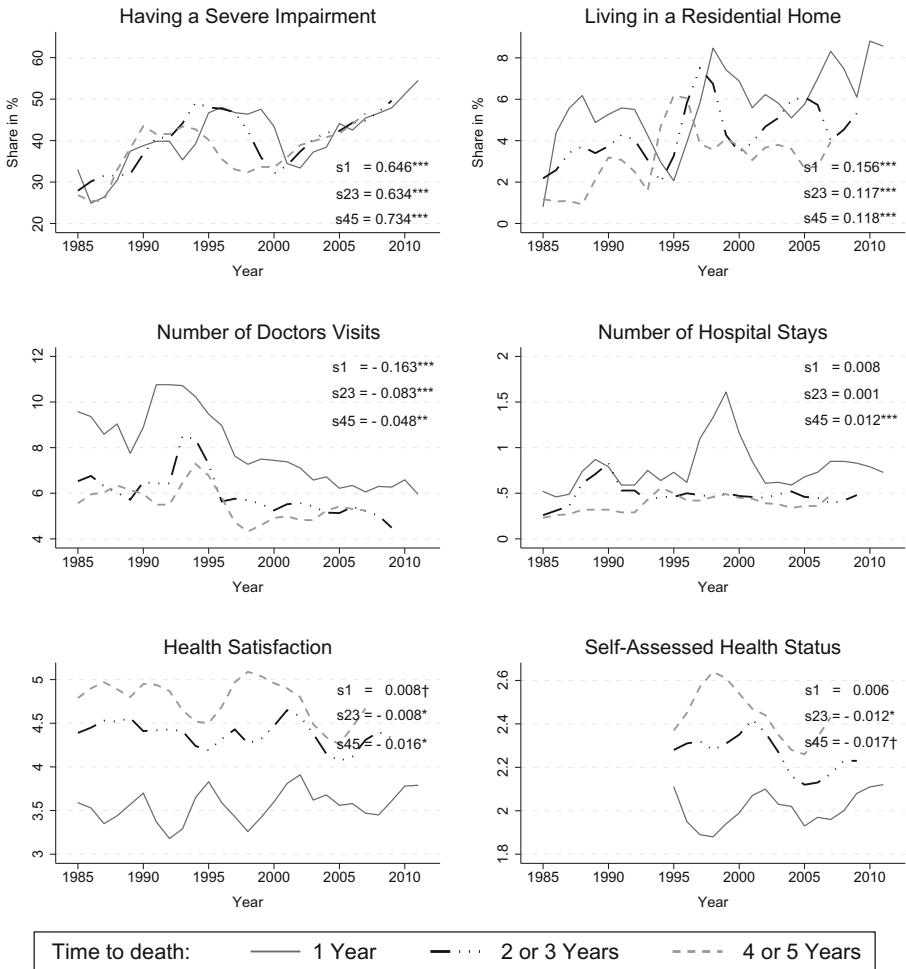 Having a Severe Impairment
Share in %
60
50
40
30
20
s1 = 0.646***
s23 = 0.634***
s45 = 0.734***
1985 1990 1995 2000 2005 2010
Year
Living in a Residential Home
Share in %
8
6
4
2
0
s1 = 0.156***
s23 = 0.117***
s45 = 0.118***
1985 1990 1995 2000 2005 2010
Year
Number of Doctors Visits
12
10
8
6
4
s1 = - 0.163***
s23 = - 0.083***
s45 = - 0.048**
1985 1990 1995 2000 2005 2010
Year
Number of Hospital Stays
2
1.5
1
.5
0
s1 = 0.008
s23 = 0.001
s45 = 0.012***
1985 1990 1995 2000 2005 2010
Year
Health Satisfaction
5
4.5
4
3.5
3
s1 = 0.008†
s23 = - 0.008*
s45 = - 0.016*
1985 1990 1995 2000 2005 2010
Year
Self-Assessed Health Status
2.6
2.4
2.2
2
1.8
s1 = 0.006
s23 = - 0.012*
s45 = - 0.017†
1985 1990 1995 2000 2005 2010
Year
Time to death: 1 Year 2 or 3 Years 4 or 5 Years